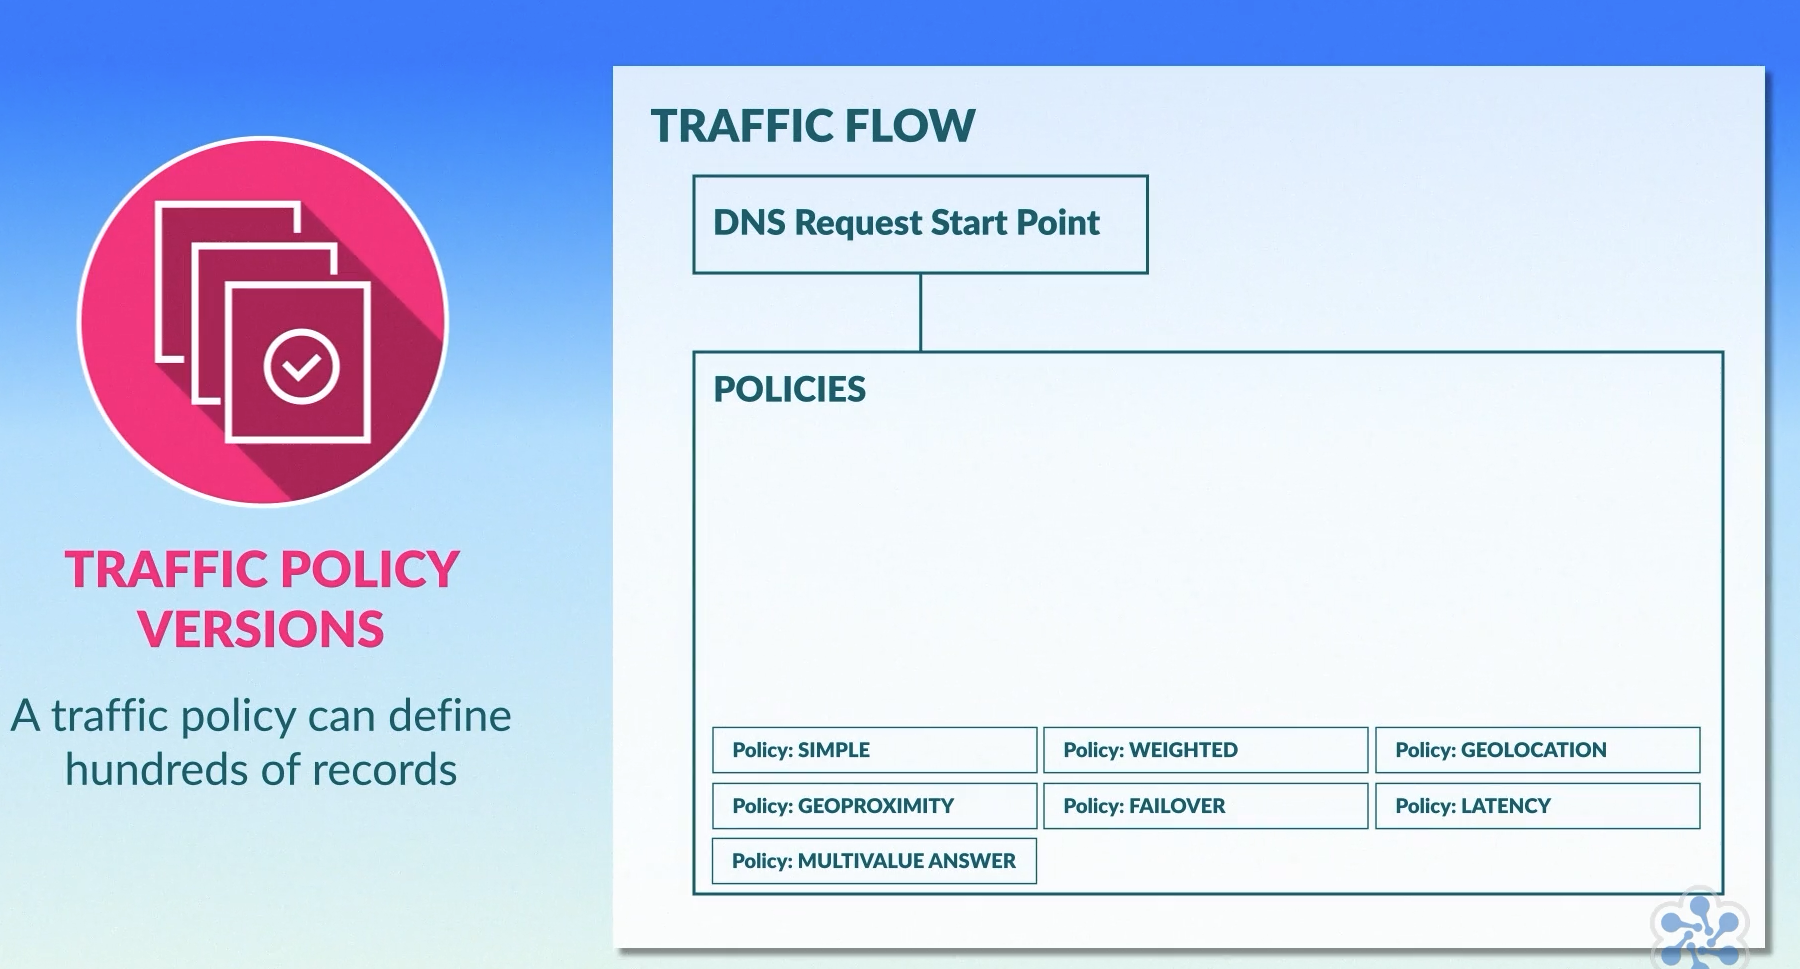 TRAFFIC POLICY
VERSIONS
A traffic policy can define
hundreds of records
TRAFFIC FLOW
DNS Request Start Point
POLICIES
Policy: SIMPLE
Policy: WEIGHTED
Policy: GEOLOCATION
Policy: GEOPROXIMITY
Policy: FAILOVER
Policy: LATENCY
Policy: MULTIVALUE ANSWER